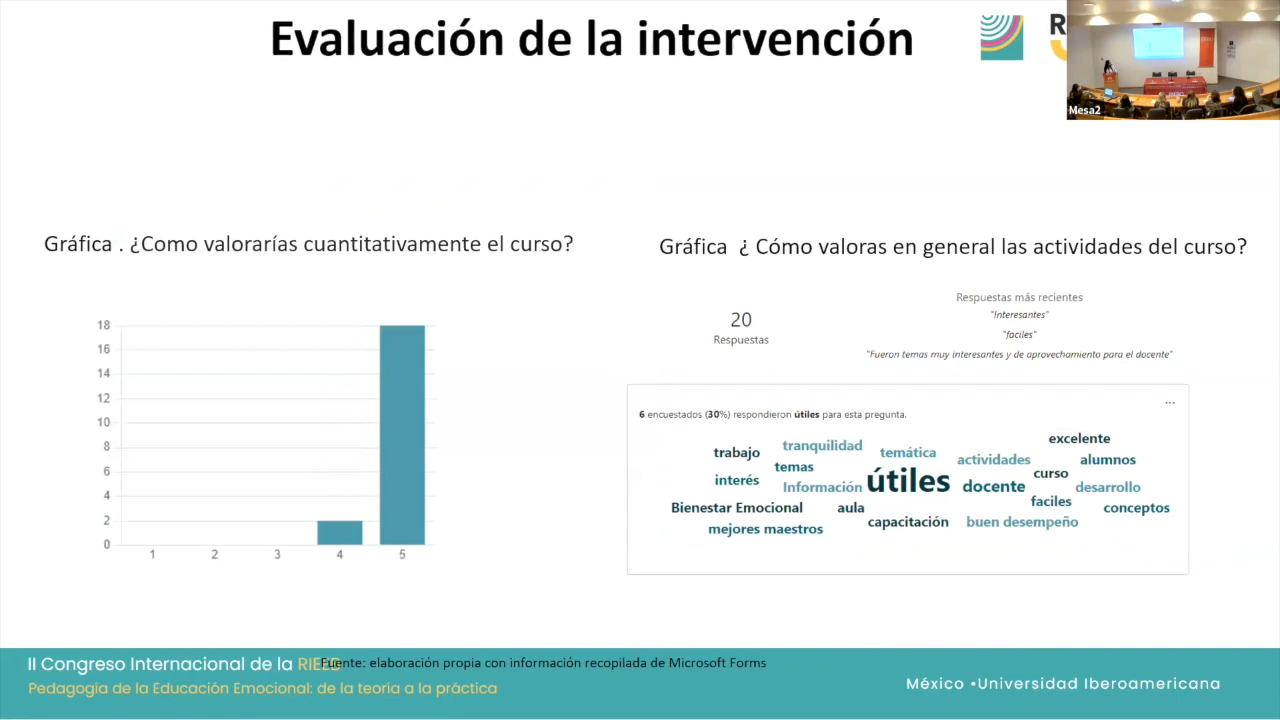 Evaluación de la intervención
R
Mesa2
Gráfica . ¿Como valorarías cuantitativamente el curso?
18
16
14
12
10
8
6
4
2
0
1 2 3 4 5
Gráfica ¿ Cómo valoras en general las actividades del curso?
20
Respuestas
Respuestas más recientes
"Interesantes"
"faciles"
"Fueron temas muy interesantes y de aprovechamiento para el docente"
...
6 encuestados (30%) respondieron útiles para esta pregunta.
excelente
trabajo tranquilidad temática actividades alumnos
temas curso
interés Información útiles docente desarrollo
faciles
Bienestar Emocional aula conceptos
mejores maestros capacitación buen desempeño
II Congreso Internacional de la
Fuente: elaboración propia con información recopilada de Microsoft Forms
Pedagogía de la Educación Emocional: de la teoría a la práctica
México •Universidad Iberoamericana